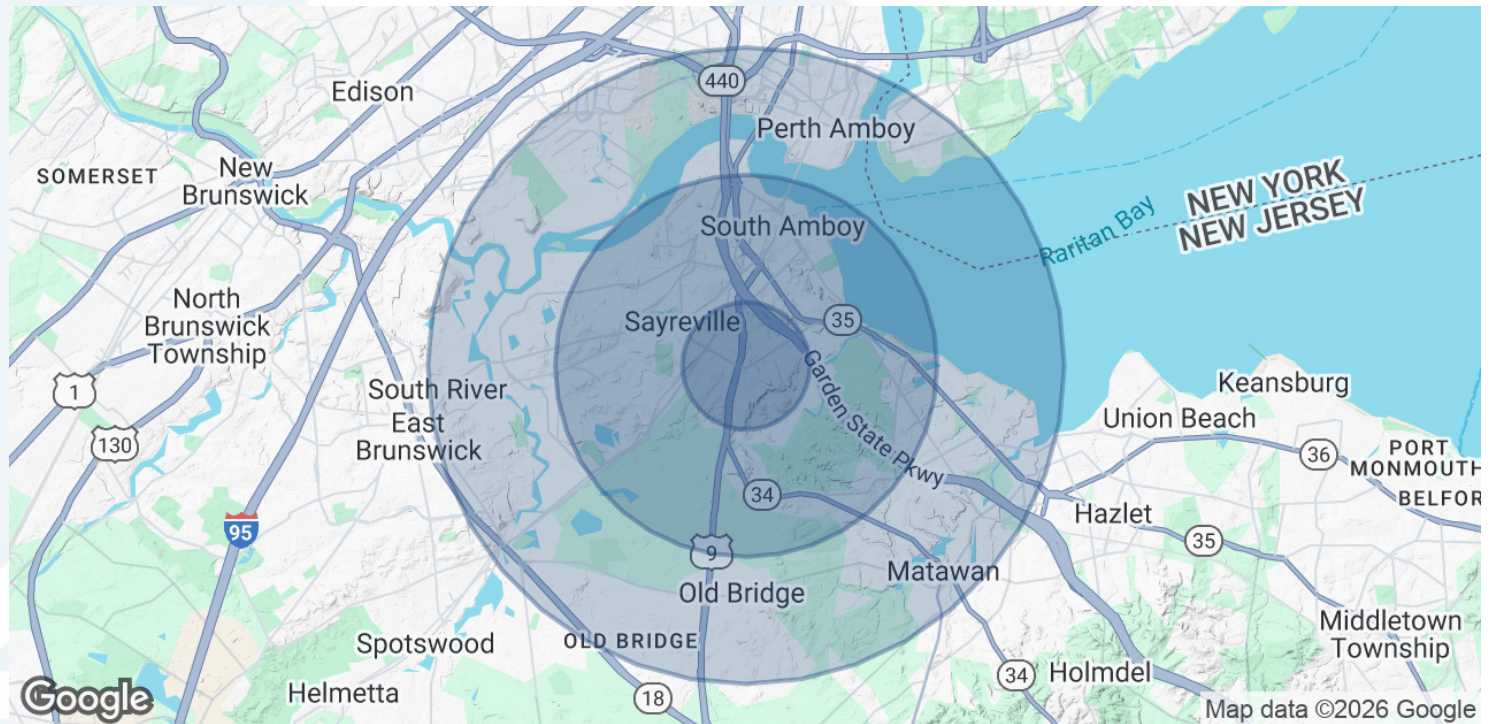 440
Edison
Perth Amboy
SOMERSET
New
Brunswick
NEW YORK
NEW JERSEY
Raritan Bay
South Amboy
North
Brunswick
Township
Sayreville
35
Garden State Pkwy
1
South River
East
Brunswick
130
Keansburg
Union Beach
36
PORT
MONMOUTH
BELFOR
34
95
Hazlet
35
9
Matawan
Old Bridge
OLD BRIDGE
Spotswood
Middletown
Township
Helmetta
18
34
Holmdel
Google
Map data ©2026 Google